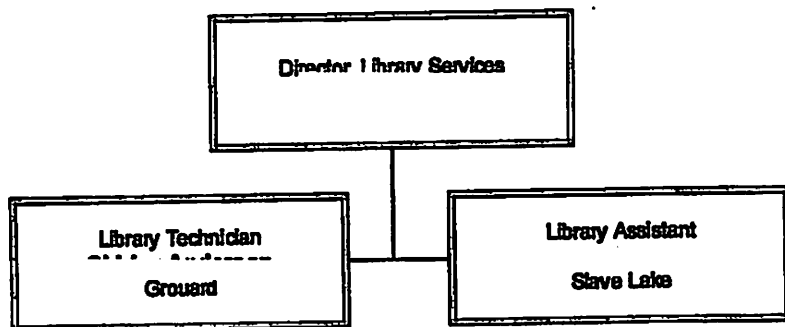 Director Library Services
Library Technician
Grouard
Library Assistant
Slave Lake